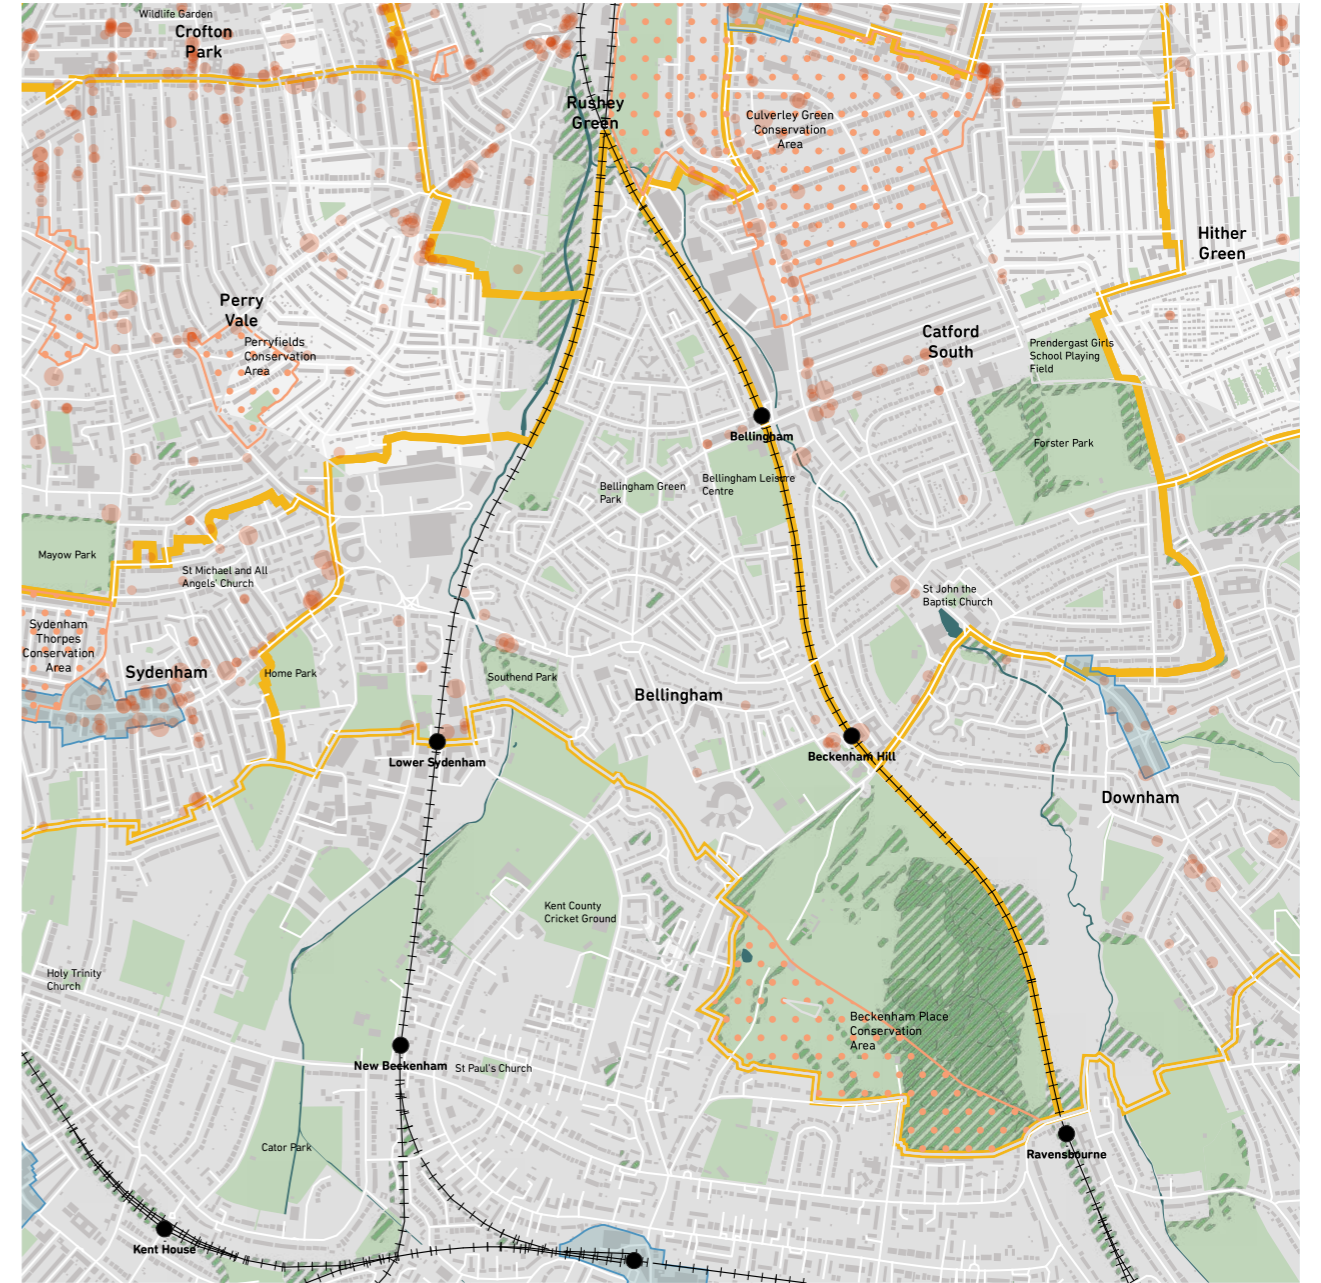 Wildlife Garden
Crofton
Park
Rushey
Green
Culverley Green
Conservation
Area
Hither
Green
Perry
Vale
Perryfields
Conservation
Area
Catford
South
Prendergast Girls
School Playing
Field
Forster Park
Bellingham
Bellingham Green
Park
Bellingham Leisure
Centre
Mayow Park
St Michael and All
Angels' Church
St John the
Baptist Church
Sydenham
Thorpes
Conservation
Area
Sydenham
Home Park
Southend Park
Bellingham
Lower Sydenham
Beckenham Hill
Downham
Kent County
Cricket Ground
Holy Trinity
Church
Beckenham Place
Conservation
Area
New Beckenham
St Paul's Church
Cator Park
Ravensbourne
Kent House